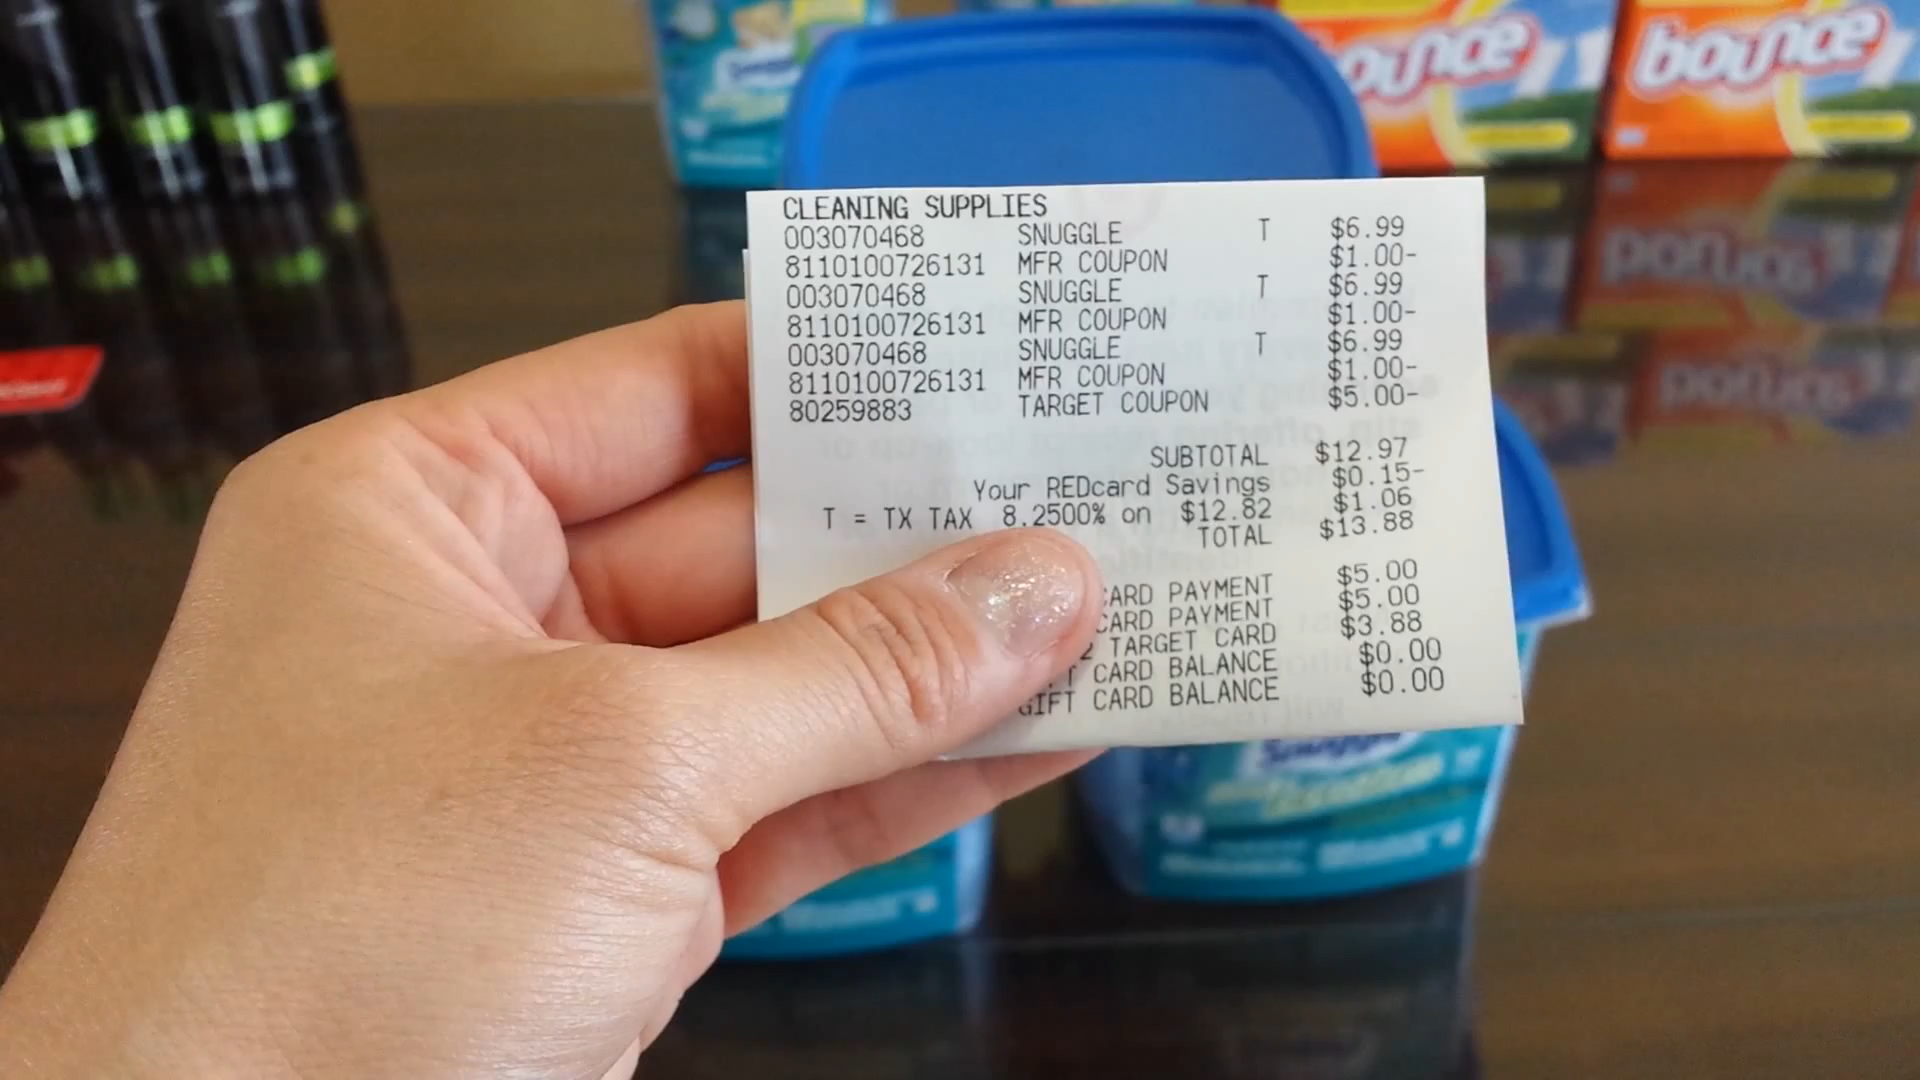 CLEANING SUPPLIES
003070468 SNUGGLE T $6.99
8110100726131 MFR COUPON $1.00-
003070468 SNUGGLE T $6.99
8110100726131 MFR COUPON $1.00-
003070468 SNUGGLE T $6.99
8110100726131 MFR COUPON $1.00-
80259883 TARGET COUPON $5.00-
SUBTOTAL $12.97
Your REDcard Savings $0.15-
T = TX TAX 8.2500% on $12.82 $1.06
TOTAL $13.88
CARD PAYMENT $5.00
CARD PAYMENT $5.00
2 TARGET CARD $3.88
CARD BALANCE $0.00
GIFT CARD BALANCE $0.00
bounce
bounce
Snuggle